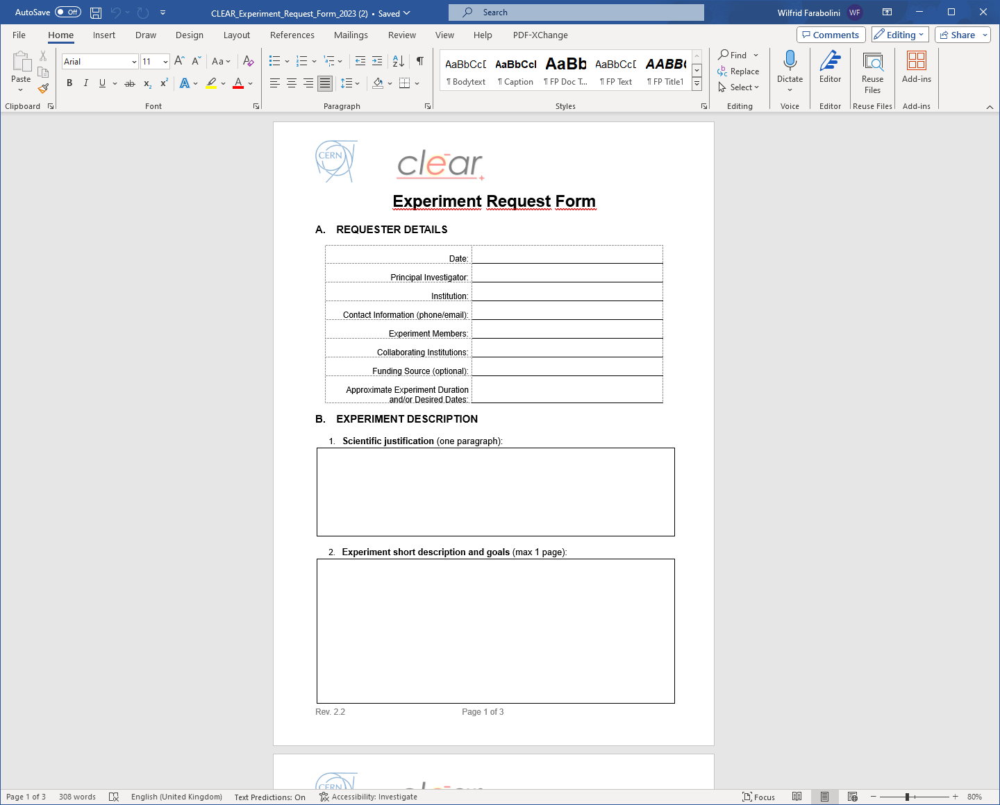 AutoSave Off CLEAR_Experiment_Request_Form_2023 (2) • Saved Search Wilfrid Farabolini WF
File Home Insert Draw Design Layout References Mailings Review View Help PDF-XChange Comments Editing Share
Arial 11 Aa AaBbCcD AaBbCcI AaBb AaBbCcD AABBC
Find
Replace
Select
Paste
B I U ab x₂ x² A A
¶ Bodytext ¶ Caption ¶ FP Doc T... ¶ FP Text ¶ FP Title1
Dictate Editor Reuse Files Add-ins
Clipboard Font Paragraph Styles Editing Voice Editor Reuse Files Add-ins
CERN clear
Experiment Request Form
A. REQUESTER DETAILS
Date:
Principal Investigator:
Institution:
Contact Information (phone/email):
Experiment Members:
Collaborating Institutions:
Funding Source (optional):
Approximate Experiment Duration
and/or Desired Dates:
B. EXPERIMENT DESCRIPTION
1. Scientific justification (one paragraph):
2. Experiment short description and goals (max 1 page):
Rev. 2.2 Page 1 of 3
CERN clear
Page 1 of 3 308 words English (United Kingdom) Text Predictions: On Accessibility: Investigate Focus 80%